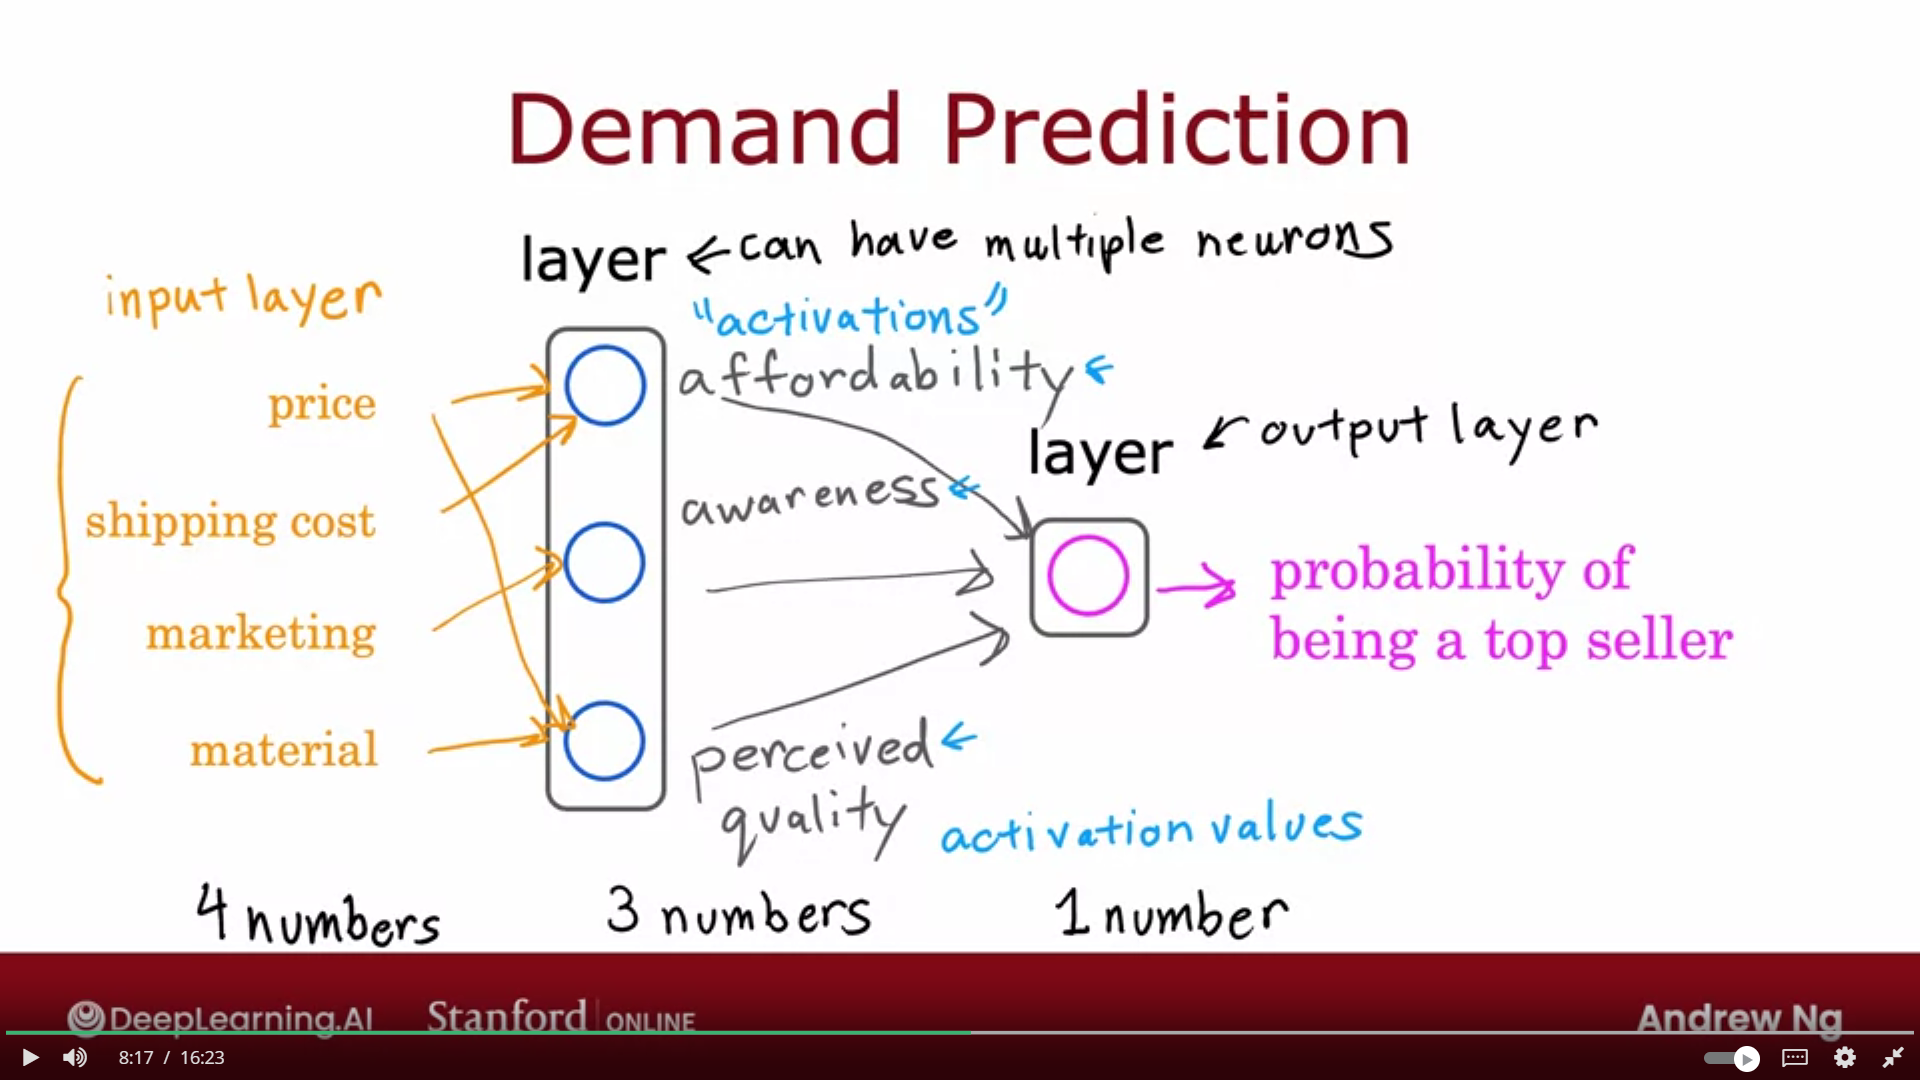 Demand Prediction
layer ← can have multiple neurons
input layer
"activations"
affordability ←
price
layer ← output layer
awareness ←
shipping cost
probability of
being a top seller
marketing
material
perceived ←
quality
activation values
4 numbers
3 numbers
1 number
DeepLearning.AI
Stanford | ONLINE
Andrew Ng
8:17 / 16:23